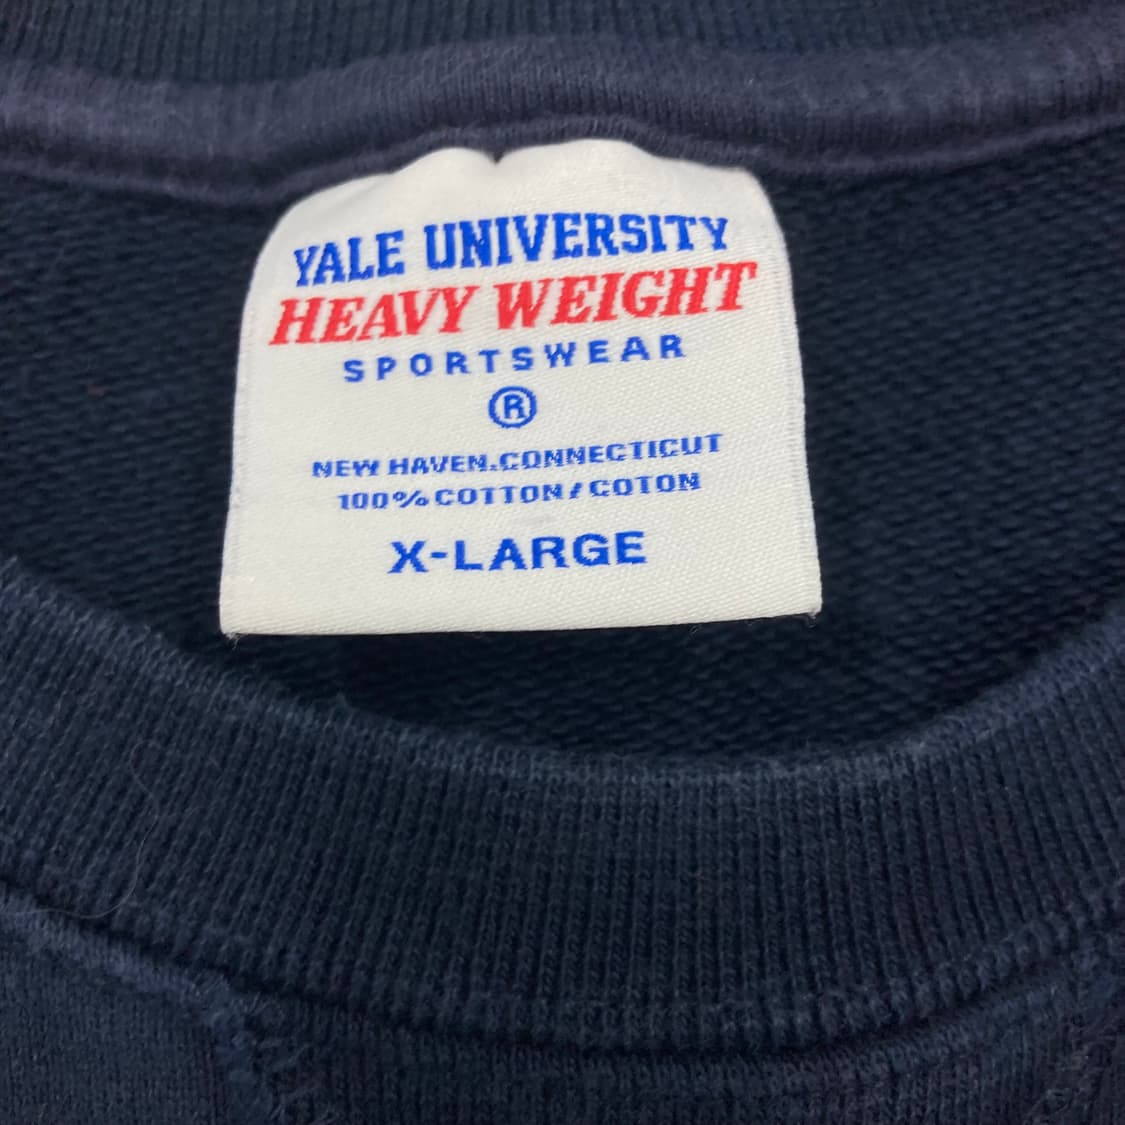 YALE UNIVERSITY
HEAVY WEIGHT
SPORTSWEAR
®
NEW HAVEN.CONNECTICUT
100% COTTON/COTON
X-LARGE